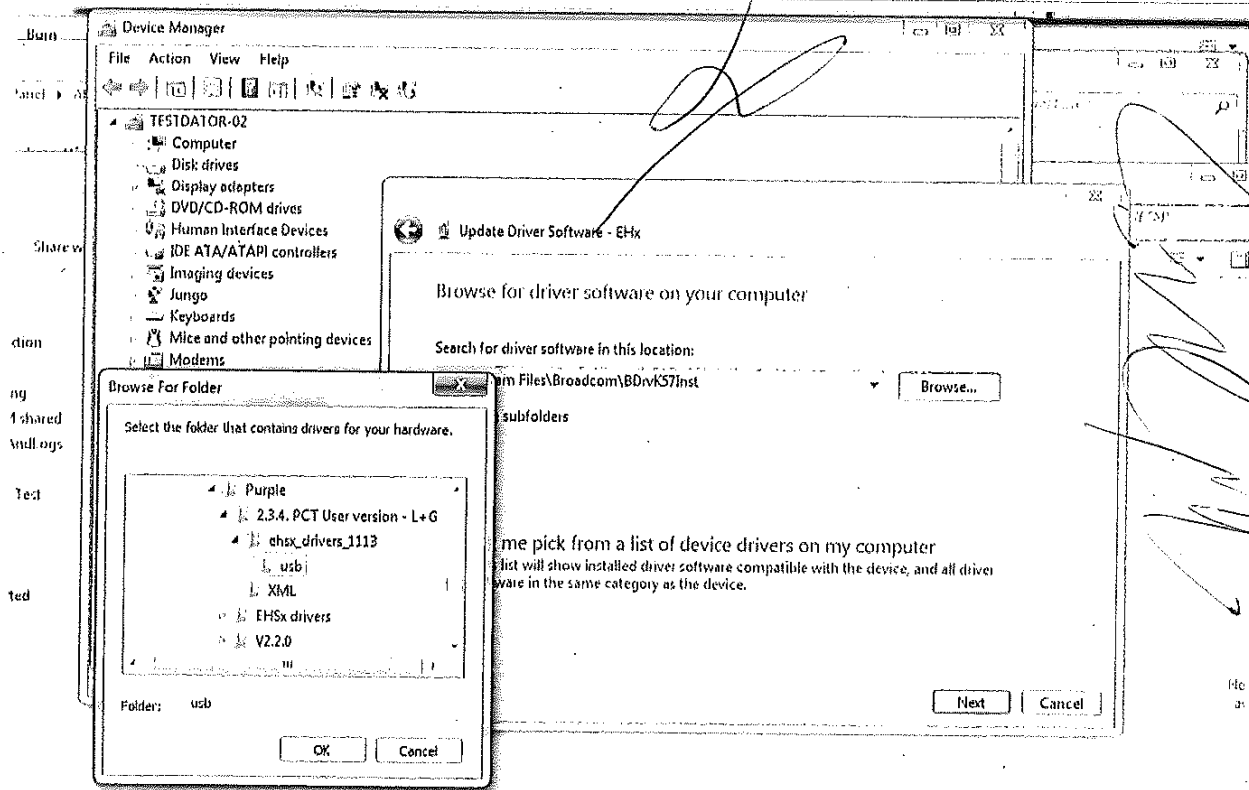 Burn
Device Manager
File Action View Help
TESTDATOR-02
Computer
Disk drives
Display adapters
DVD/CD-ROM drives
Human Interface Devices
IDE ATA/ATAPI controllers
Imaging devices
Jungo
Keyboards
Mice and other pointing devices
Modems
Share w
ction
ng
shared
AndLogs
Test
ted
Update Driver Software - EHx
Browse for driver software on your computer
Search for driver software in this location:
am Files\Broadcom\BDrvK57Inst
Browse...
subfolders
me pick from a list of device drivers on my computer
list will show installed driver software compatible with the device, and all driver
ware in the same category as the device.
Next Cancel
Browse For Folder
Select the folder that contains drivers for your hardware.
Purple
2.3.4. PCT User version - L+G
ehsx_drivers_1113
usb
XML
EHSx drivers
V2.2.0
Folder: usb
OK Cancel